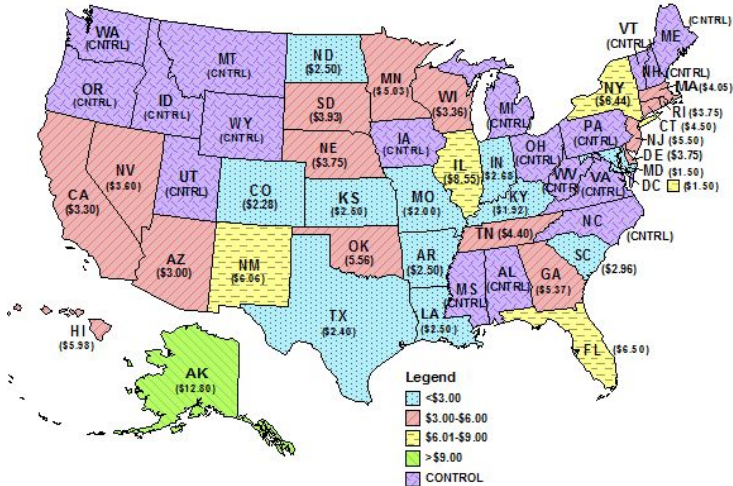 WA
(CNTRL)
OR
(CNTRL)
ID
(CNTRL)
MT
(CNTRL)
WY
(CNTRL)
ND
($2.50)
SD
($3.93)
NE
($3.75)
MN
($5.03)
WI
($3.36)
IA
(CNTRL)
MI
(CNTRL)
IL
($8.55)
IN
($2.68
OH
(CNTRL)
PA
(CNTRL)
NY
($6.44)
VT
(CNTRL)
ME
(CNTRL)
NH
(CNTRL)
MA($4.05)
RI ($3.75)
CT ($4.50)
NJ ($5.50)
DE ($3.75)
MD ($1.50)
DC
($1.50)
WV
(CNTR
VA
(CNTRL)
KY
($1.92)
NC
(CNTRL)
TN ($4.40)
SC
($2.96)
GA
($5.37)
FL
($6.50)
AL
(CNTRL)
MS
(CNTRL)
LA
($2.50)
AR
($2.50)
MO
($2.00)
KS
($2.50)
OK
(5.56)
TX
($2.40)
NM
($6.06)
CO
($2.28)
UT
(CNTRL)
AZ
($3.00)
NV
($3.60)
CA
($3.30)
HI
($5.98)
AK
($12.80)
Legend
<$3.00
$3.00-$6.00
$6.01-$9.00
>$9.00
CONTROL